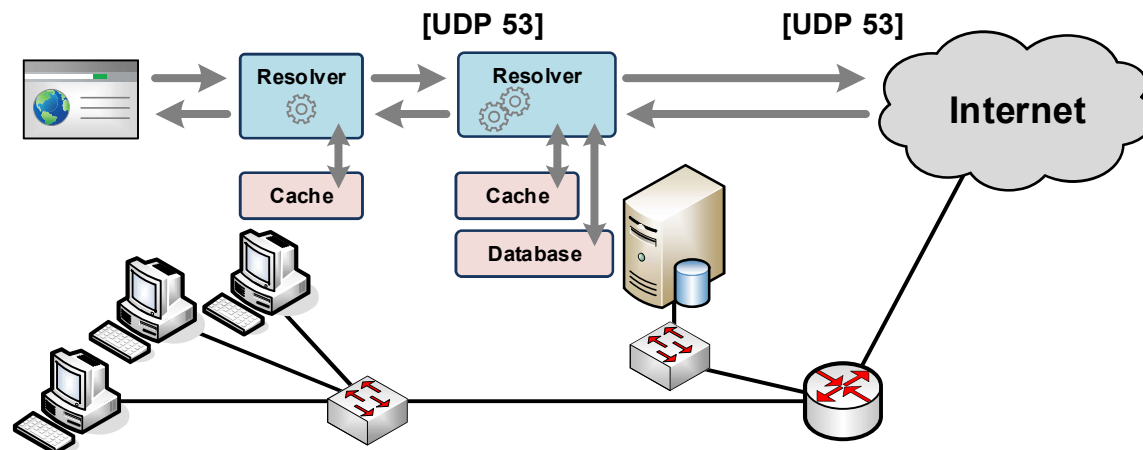 [UDP 53]
[UDP 53]
Resolver
Resolver
Internet
Cache
Cache
Database